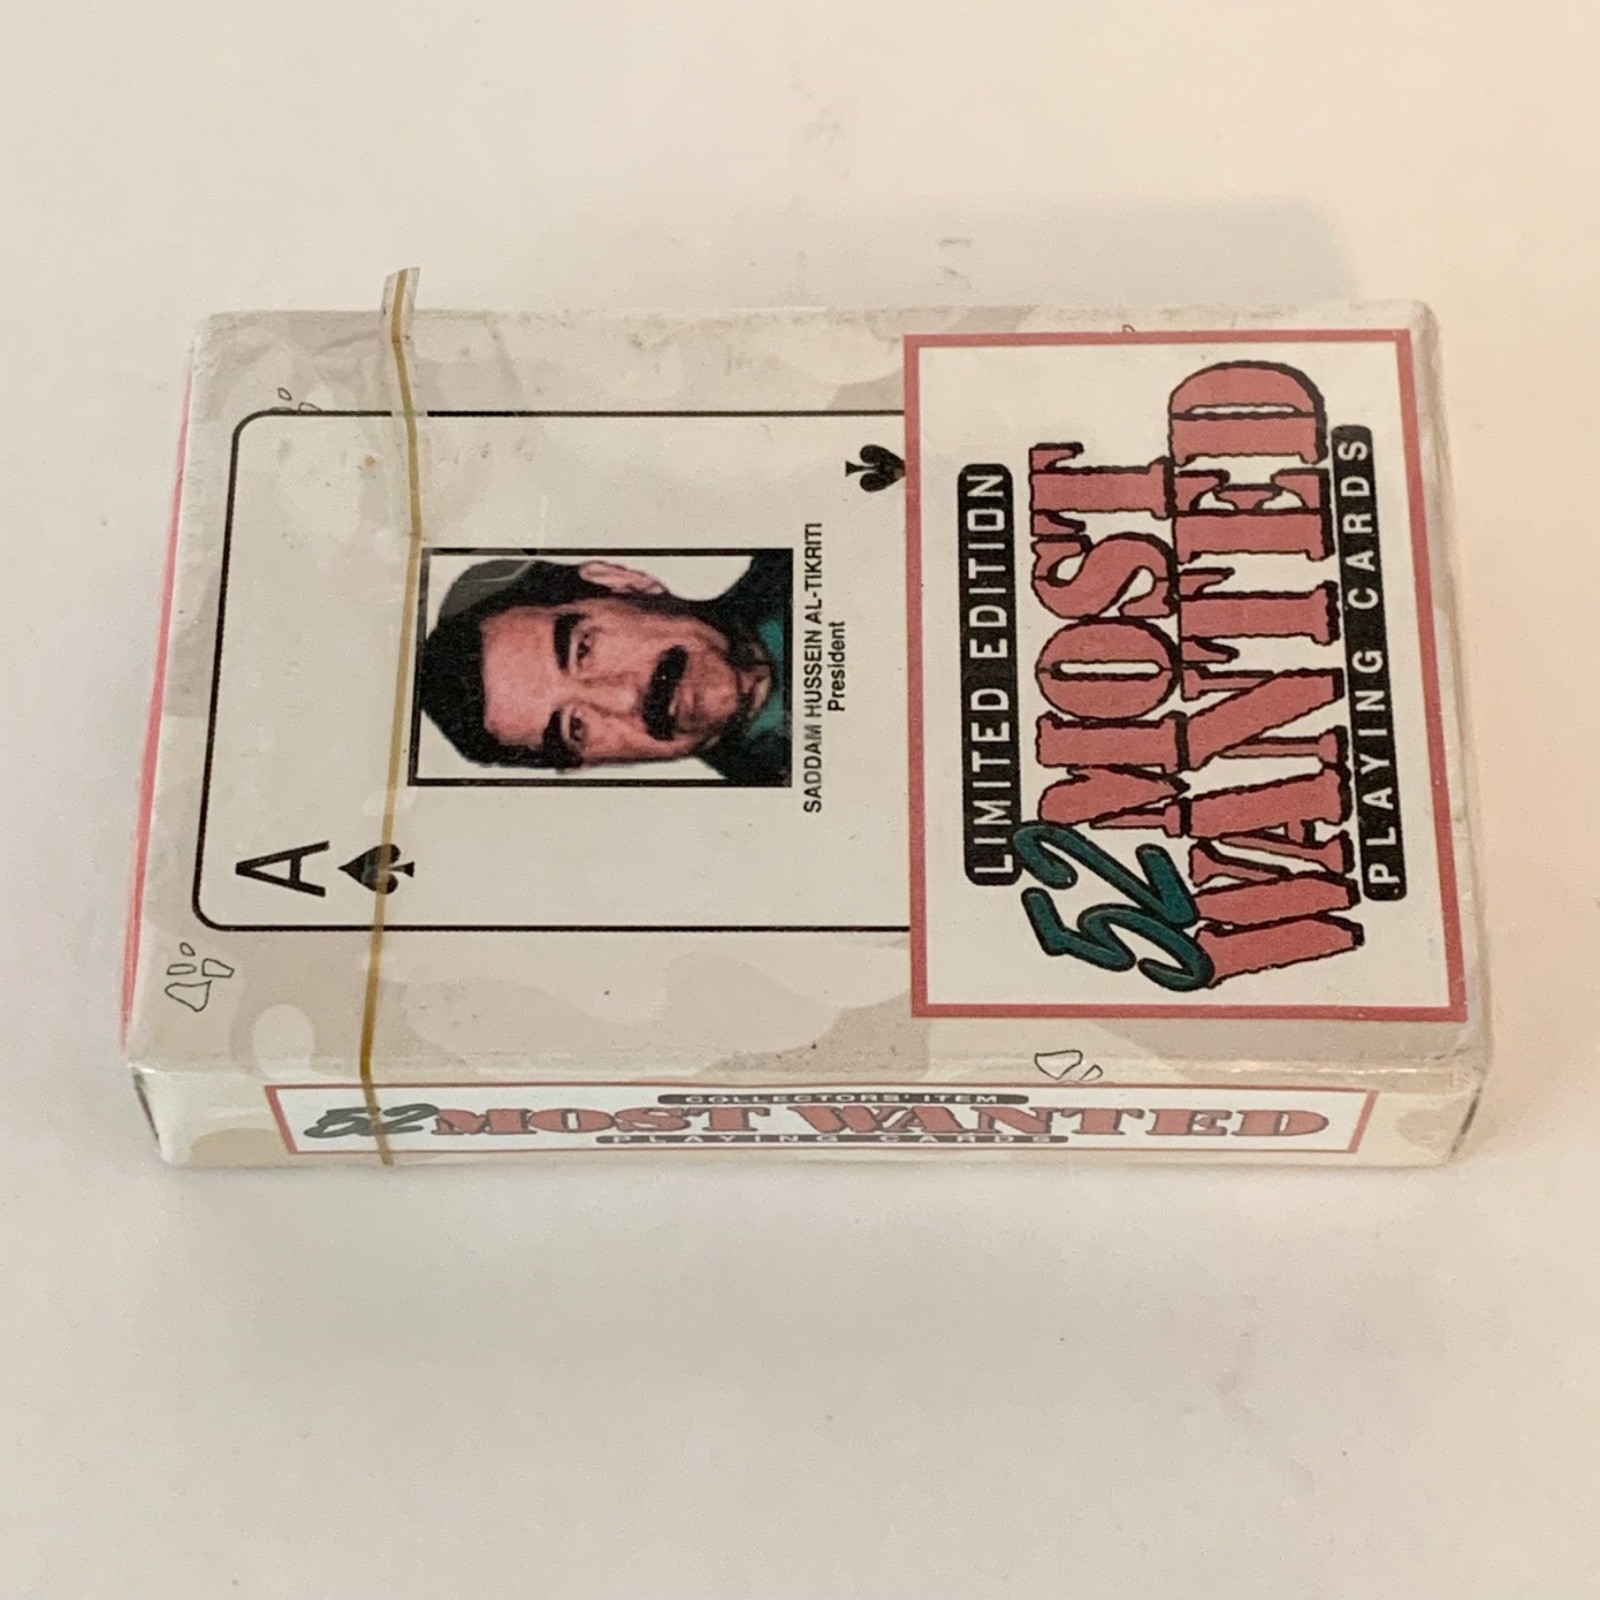 A
SADDAM HUSSEIN AL-TIKRITI
President
LIMITED EDITION
52 MOST
WANTED
PLAYING CARDS
COLLECTORS' ITEM
52 MOST WANTED
PLAYING CARDS